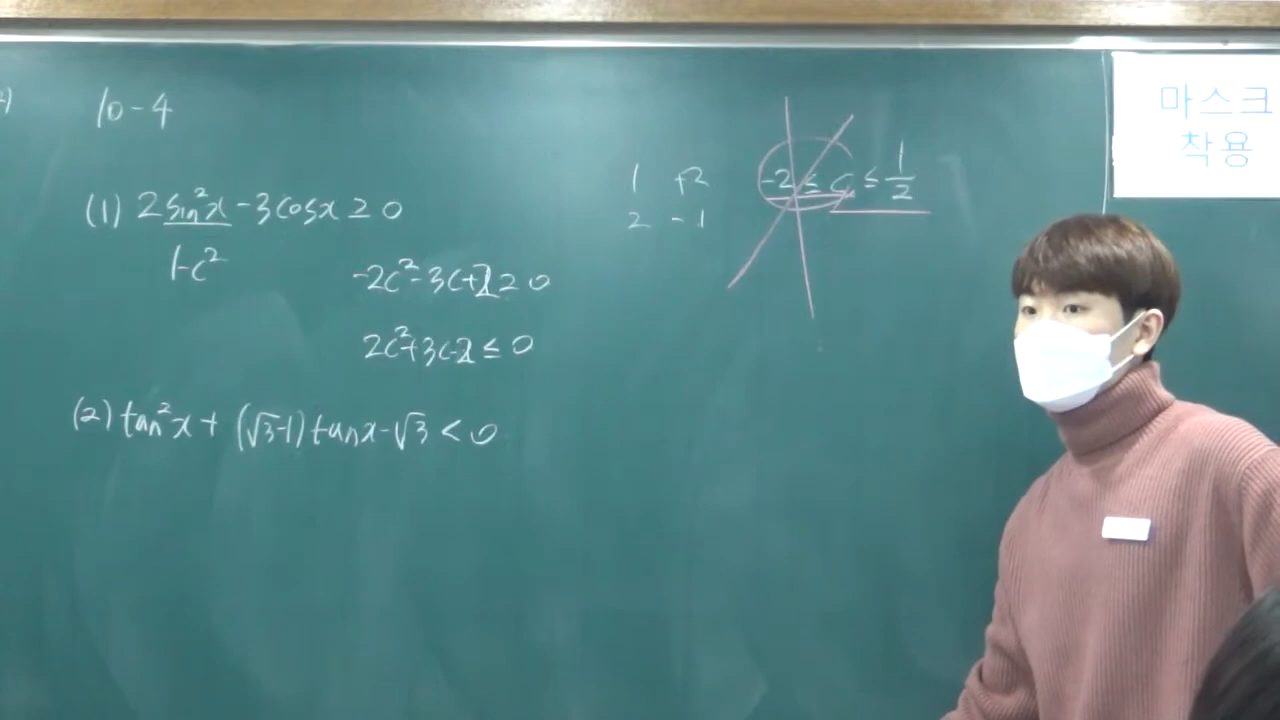 10-4
(1) 2sin²x-3cosx≥0
1-c²
-2c²-3c+2≥0
2c²+3c-2≤0
(2) tan²x+(√3-1)tanx-√3<0
1 +2
2 -1
-2≤c≤1/2
마스크
착용